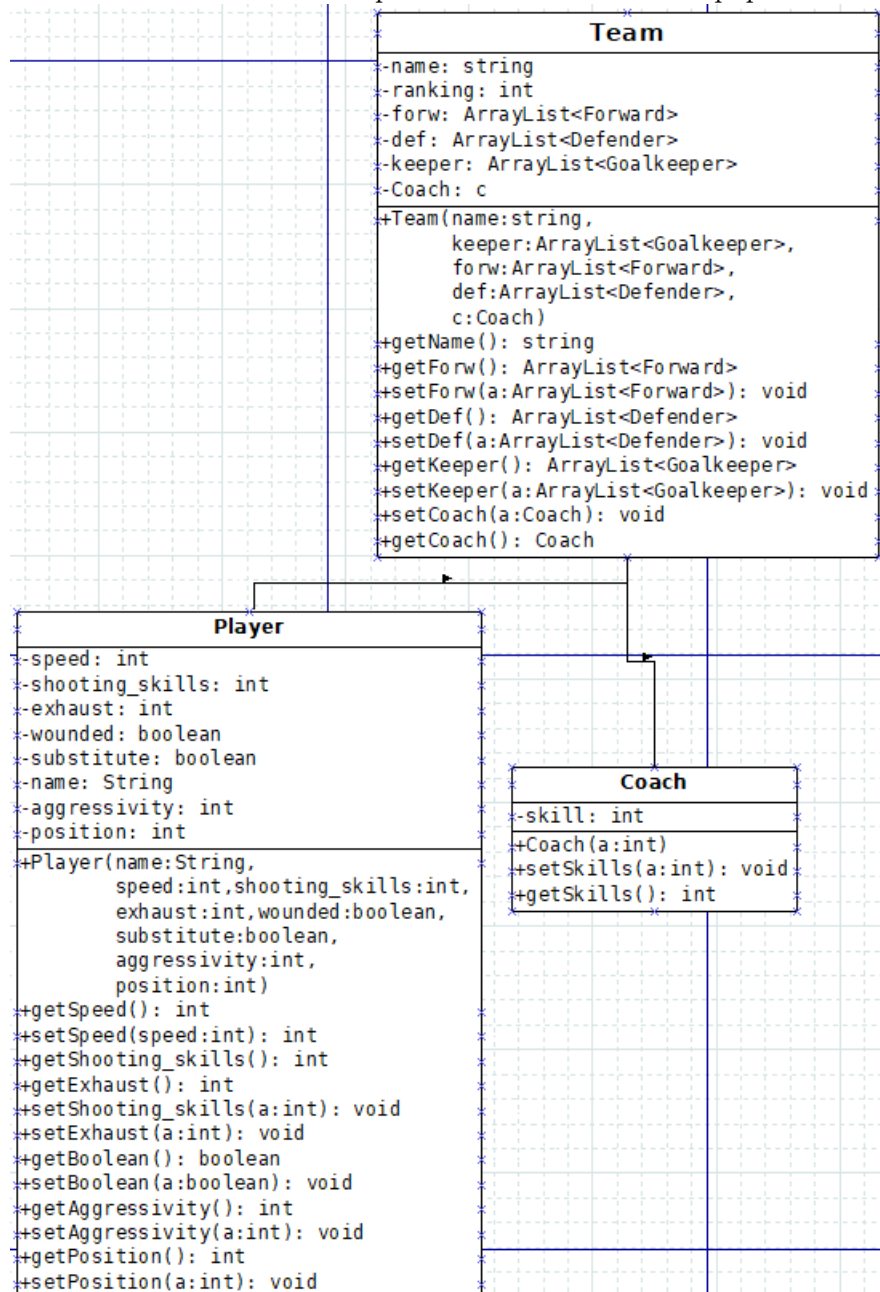 Team
-name: string
-ranking: int
-forw: ArrayList<Forward>
-def: ArrayList<Defender>
-keeper: ArrayList<Goalkeeper>
-Coach: c
+Team(name:string,
keeper:ArrayList<Goalkeeper>,
forw:ArrayList<Forward>,
def:ArrayList<Defender>,
c:Coach)
+getName(): string
+getForw(): ArrayList<Forward>
+setForw(a:ArrayList<Forward>): void
+getDef(): ArrayList<Defender>
+setDef(a:ArrayList<Defender>): void
+getKeeper(): ArrayList<Goalkeeper>
+setKeeper(a:ArrayList<Goalkeeper>): void
+setCoach(a:Coach): void
+getCoach(): Coach
Player
-speed: int
-shooting_skills: int
-exhaust: int
-wounded: boolean
-substitute: boolean
-name: String
-aggressivity: int
-position: int
+Player(name:String,
speed:int,shooting_skills:int,
exhaust:int,wounded:boolean,
substitute:boolean,
aggressivity:int,
position:int)
+getSpeed(): int
+setSpeed(speed:int): int
+getShooting_skills(): int
+getExhaust(): int
+setShooting_skills(a:int): void
+setExhaust(a:int): void
+getBoolean(): boolean
+setBoolean(a:boolean): void
+getAggressivity(): int
+setAggressivity(a:int): void
+getPosition(): int
+setPosition(a:int): void
Coach
-skill: int
+Coach(a:int)
+setSkills(a:int): void
+getSkills(): int